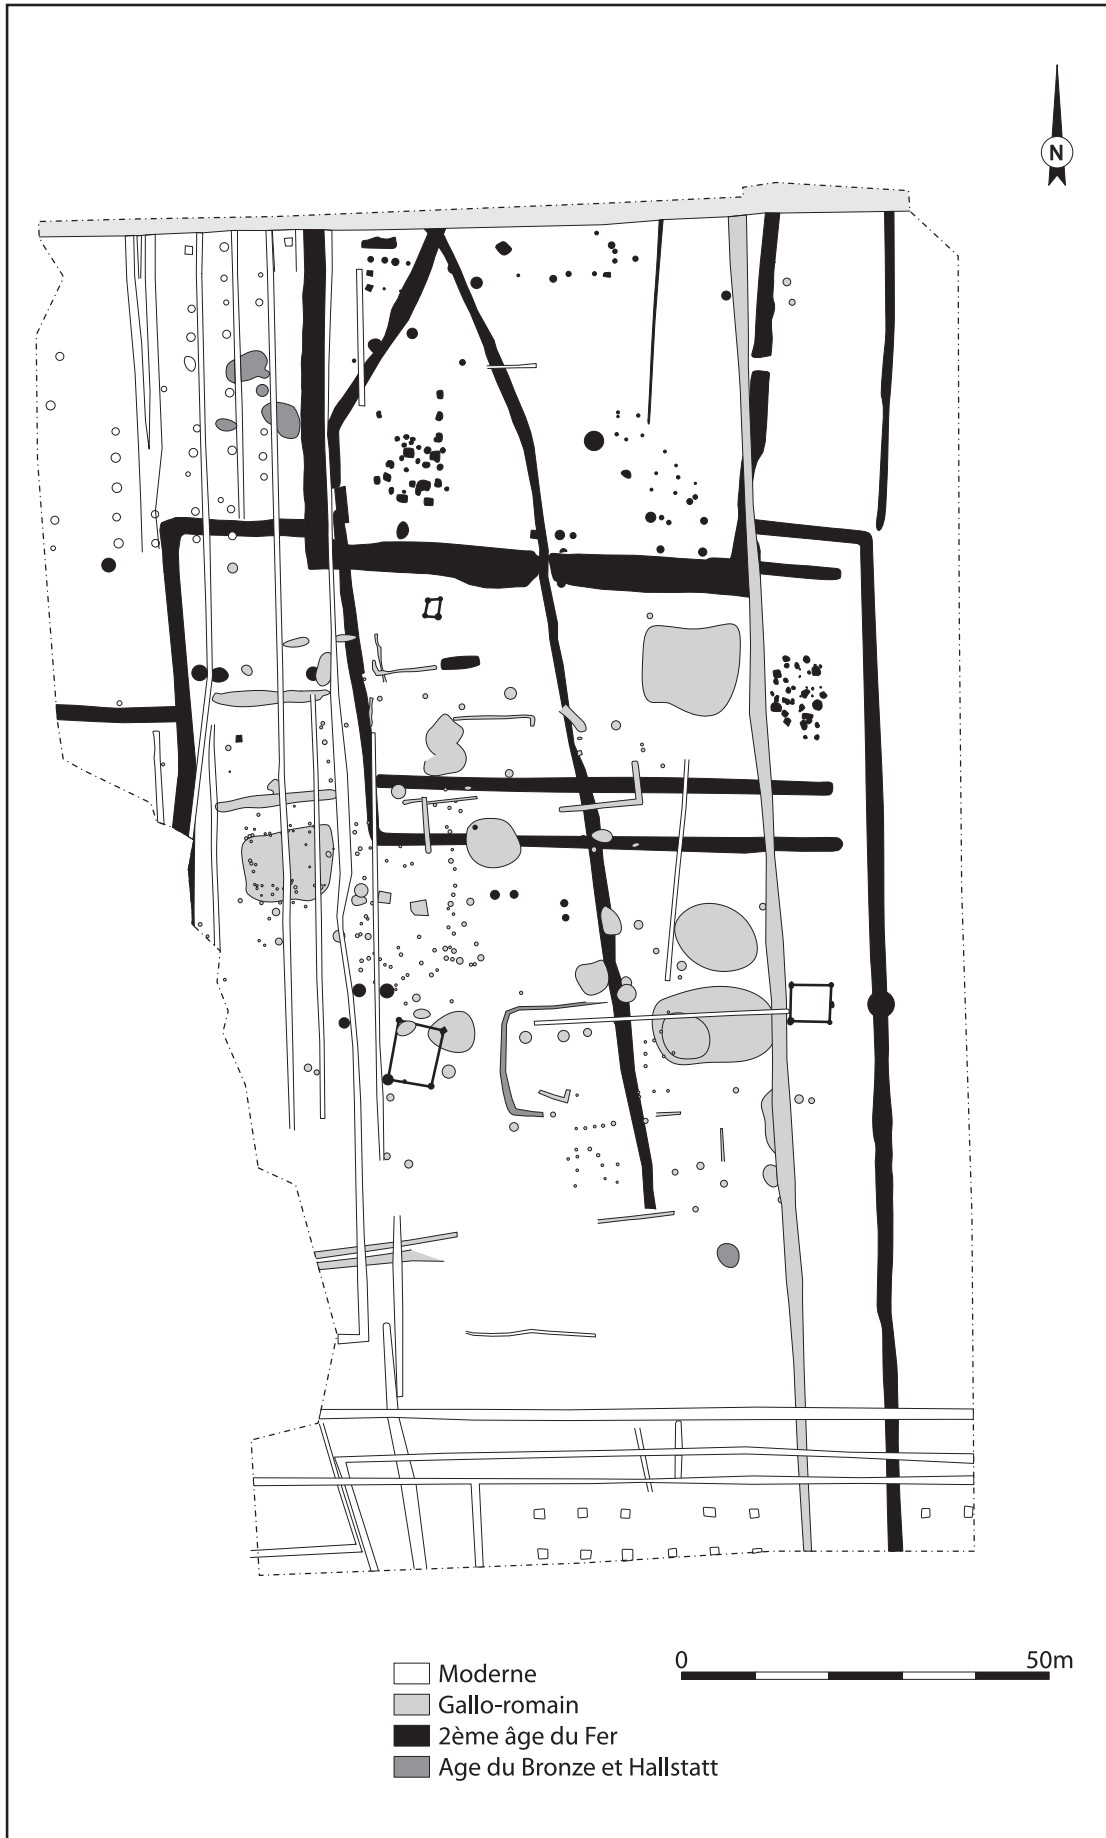 N
0 50m
Moderne
Gallo-romain
2ème âge du Fer
Age du Bronze et Hallstatt